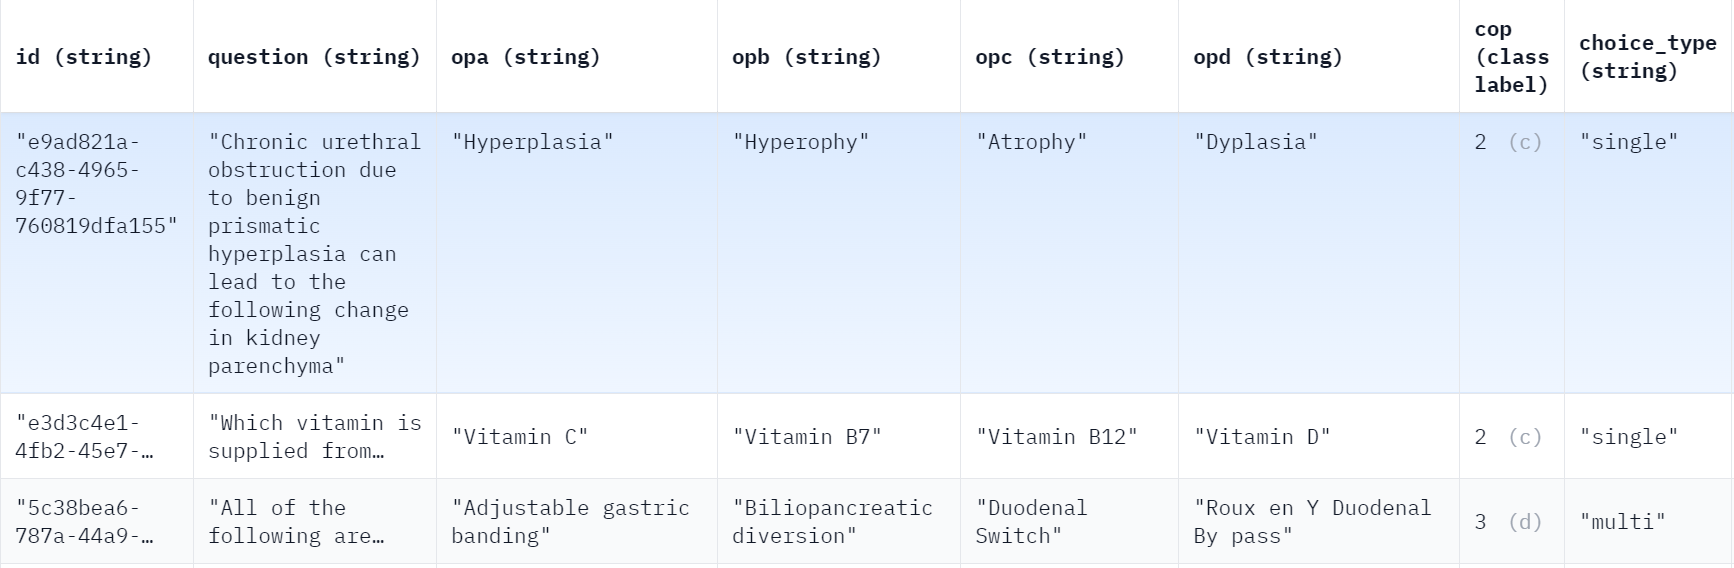 id (string)
question (string)
opa (string)
opb (string)
opc (string)
opd (string)
cop
(class
label)
choice_type
(string)
"e9ad821a-
c438-4965-
9f77-
760819dfa155"
"Chronic urethral
obstruction due
to benign
prismatic
hyperplasia can
lead to the
following change
in kidney
parenchyma"
"Hyperplasia"
"Hyperophy"
"Atrophy"
"Dyplasia"
2 (c)
"single"
"e3d3c4e1-
4fb2-45e7-…
"Which vitamin is
supplied from…
"Vitamin C"
"Vitamin B7"
"Vitamin B12"
"Vitamin D"
2 (c)
"single"
"5c38bea6-
787a-44a9-…
"All of the
following are…
"Adjustable gastric
banding"
"Biliopancreatic
diversion"
"Duodenal
Switch"
"Roux en Y Duodenal
By pass"
3 (d)
"multi"